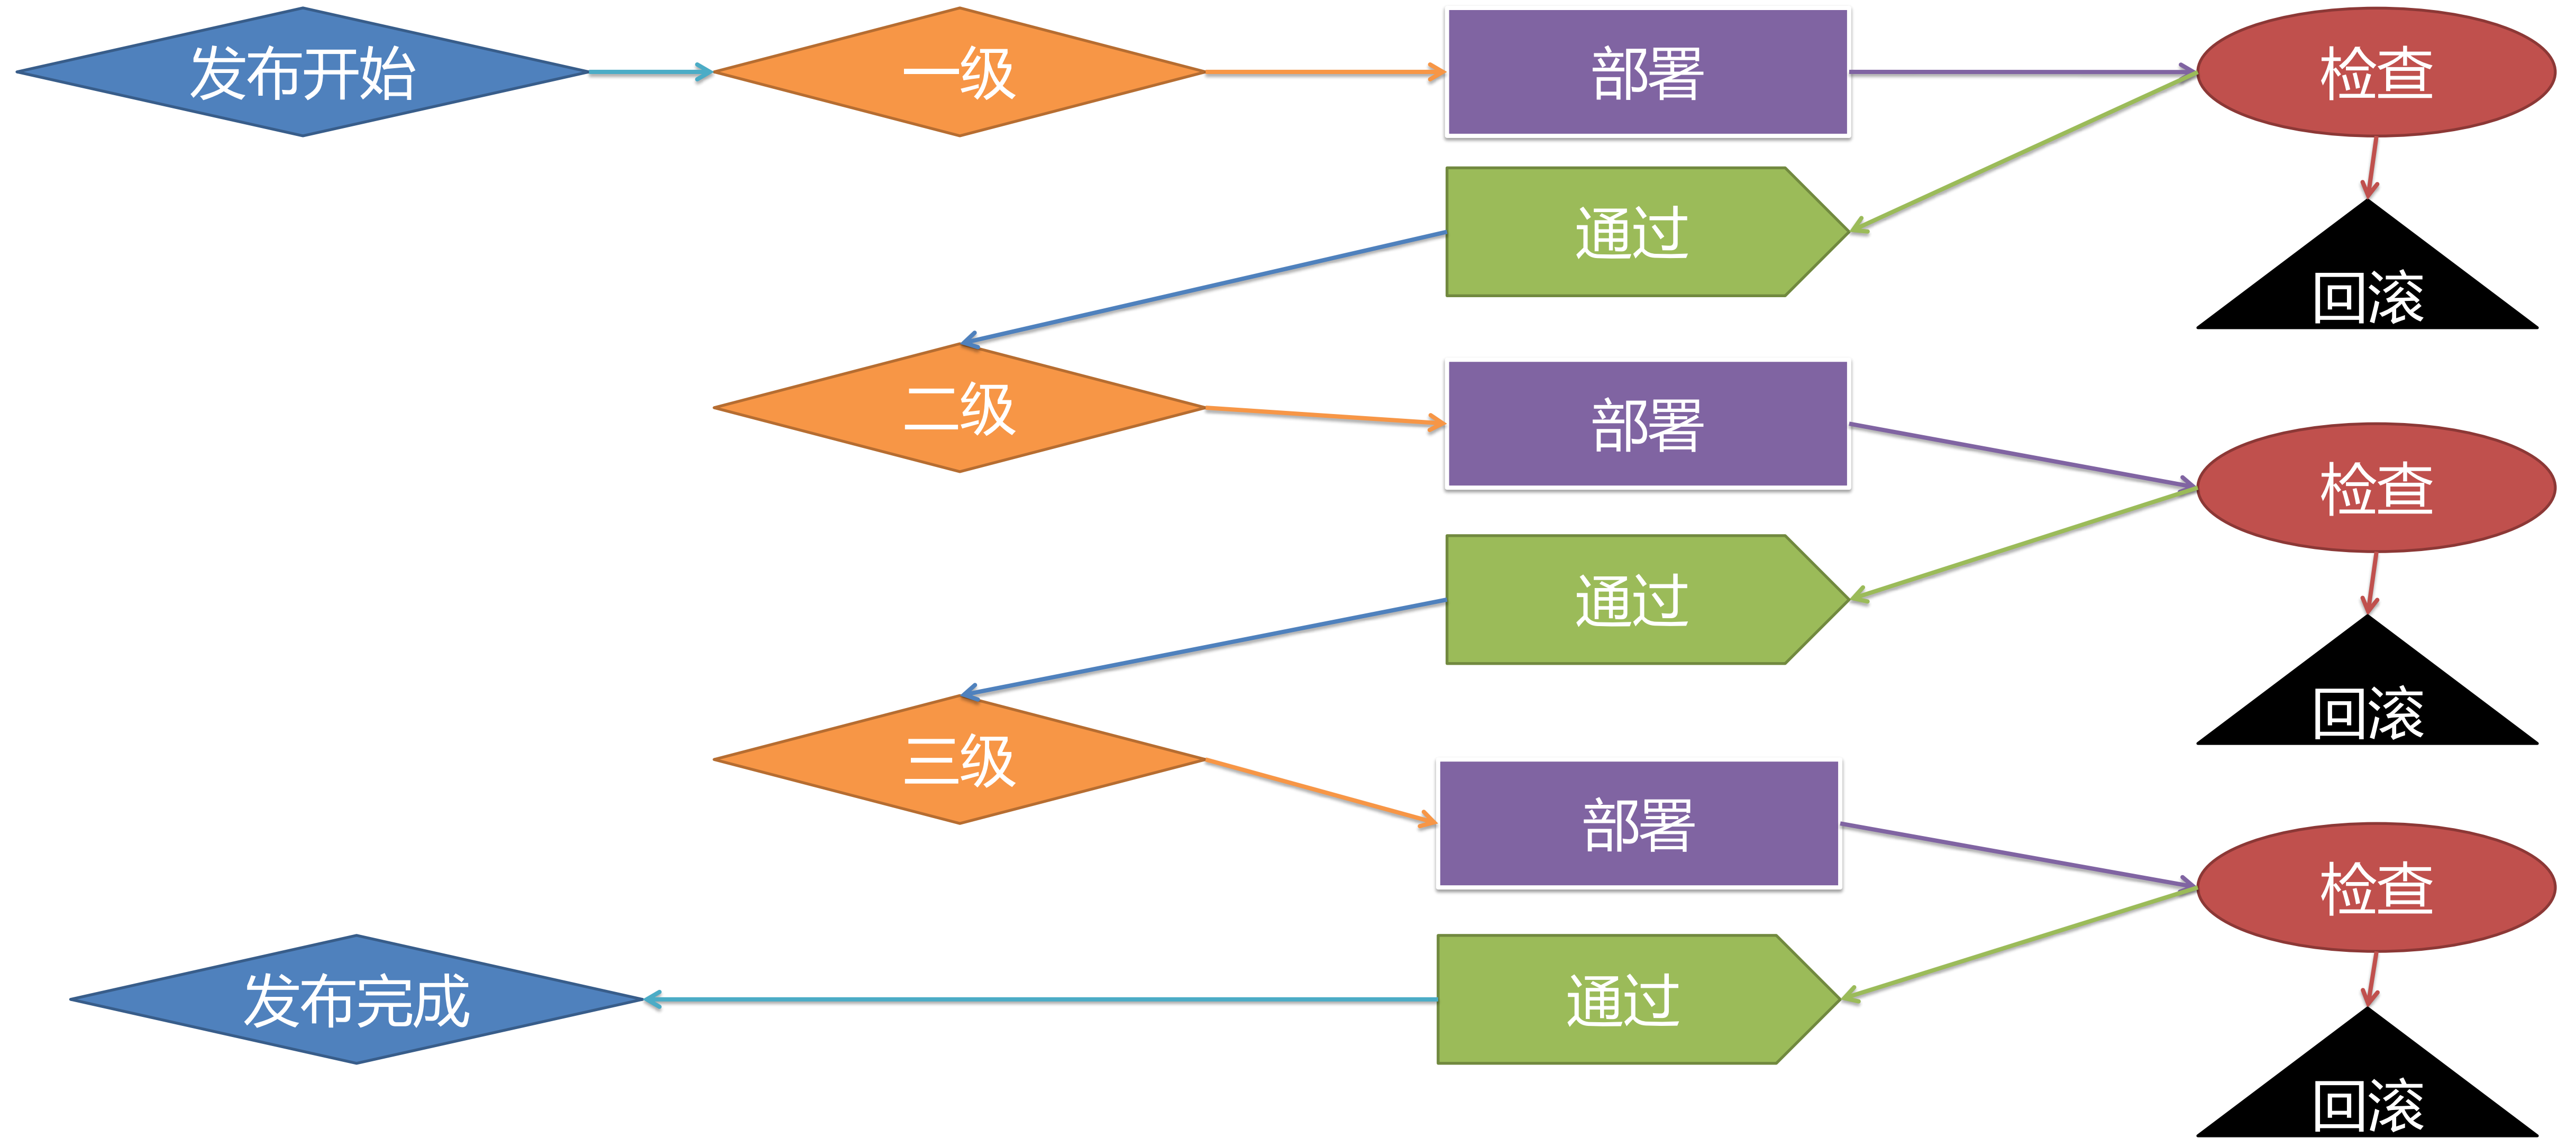 发布开始
一级
部署
检查
通过
回滚
二级
部署
检查
通过
回滚
三级
部署
检查
通过
发布完成
回滚